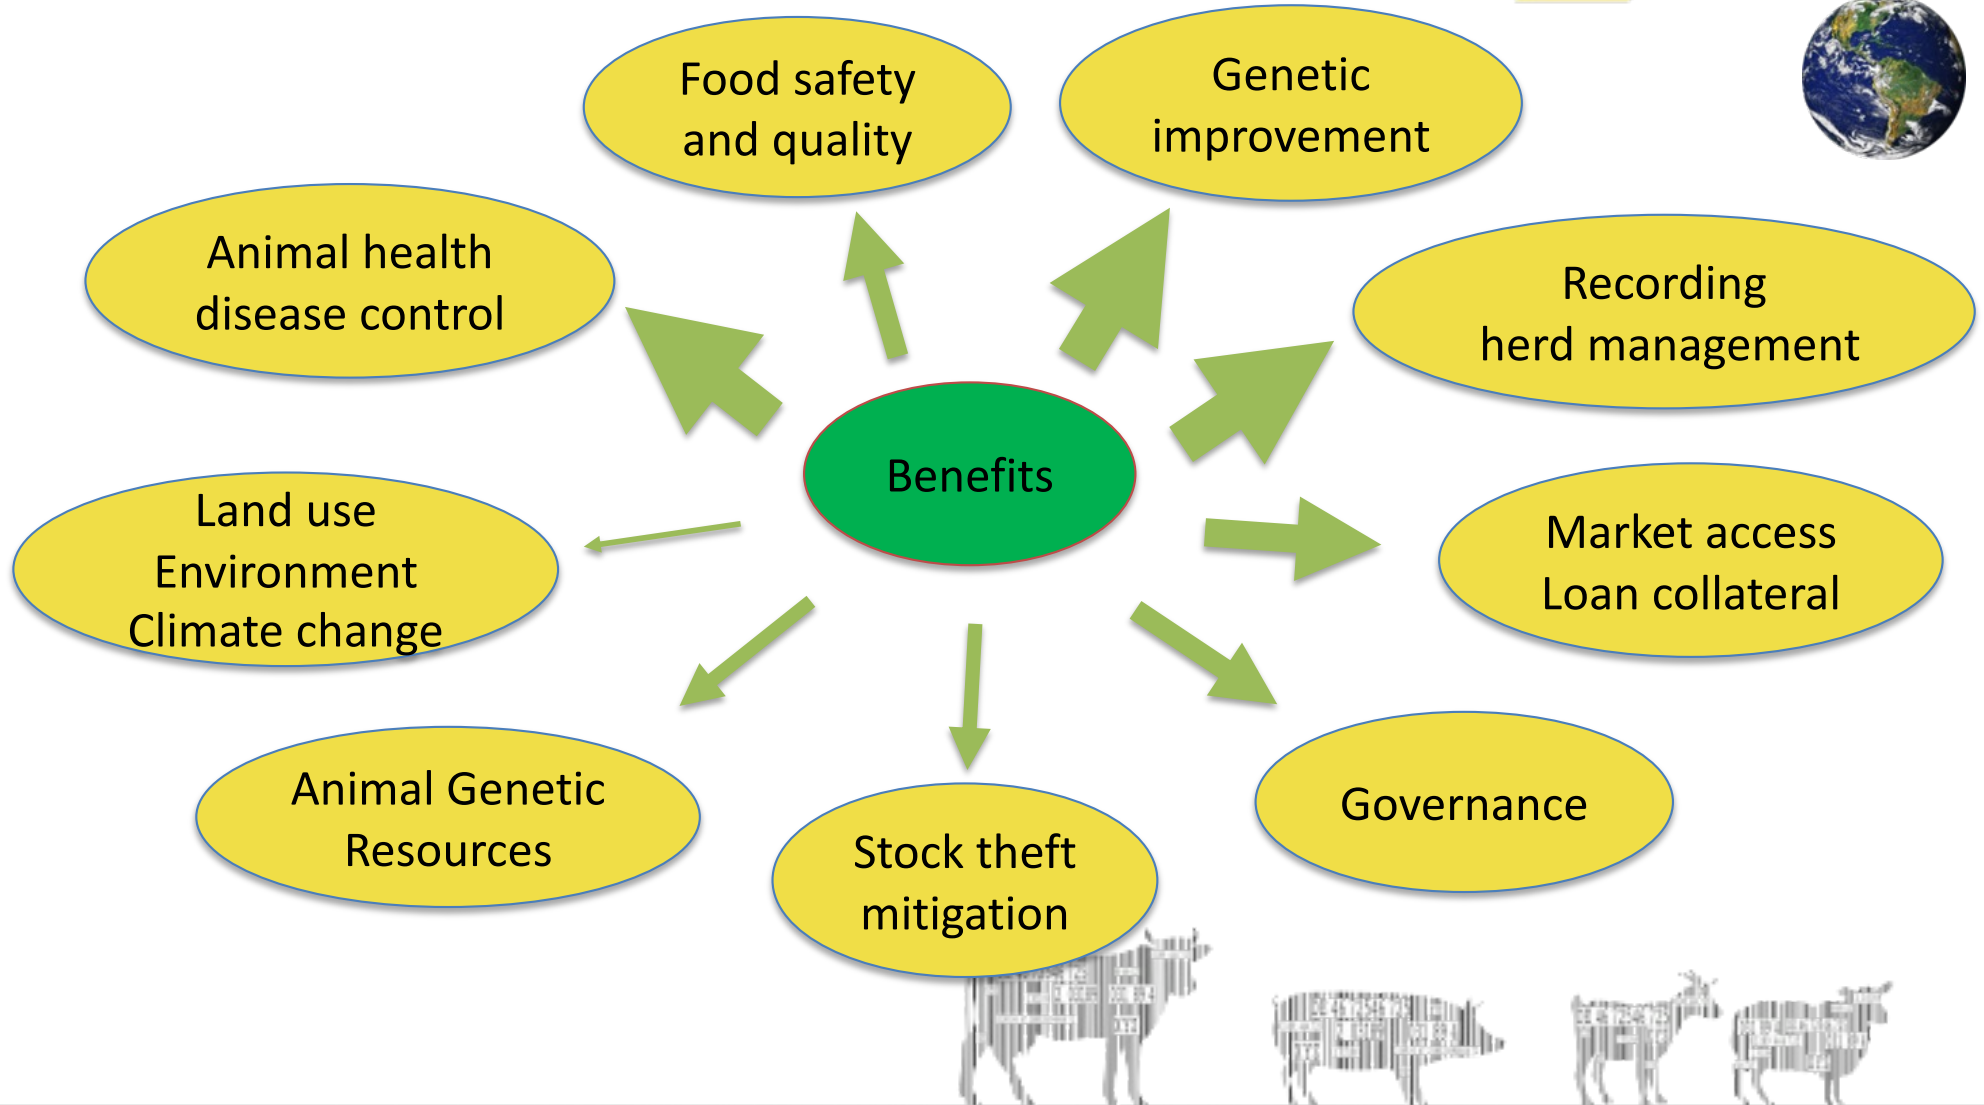 Food safety
and quality
Genetic
improvement
Animal health
disease control
Recording
herd management
Benefits
Land use
Environment
Climate change
Market access
Loan collateral
Animal Genetic
Resources
Stock theft
mitigation
Governance